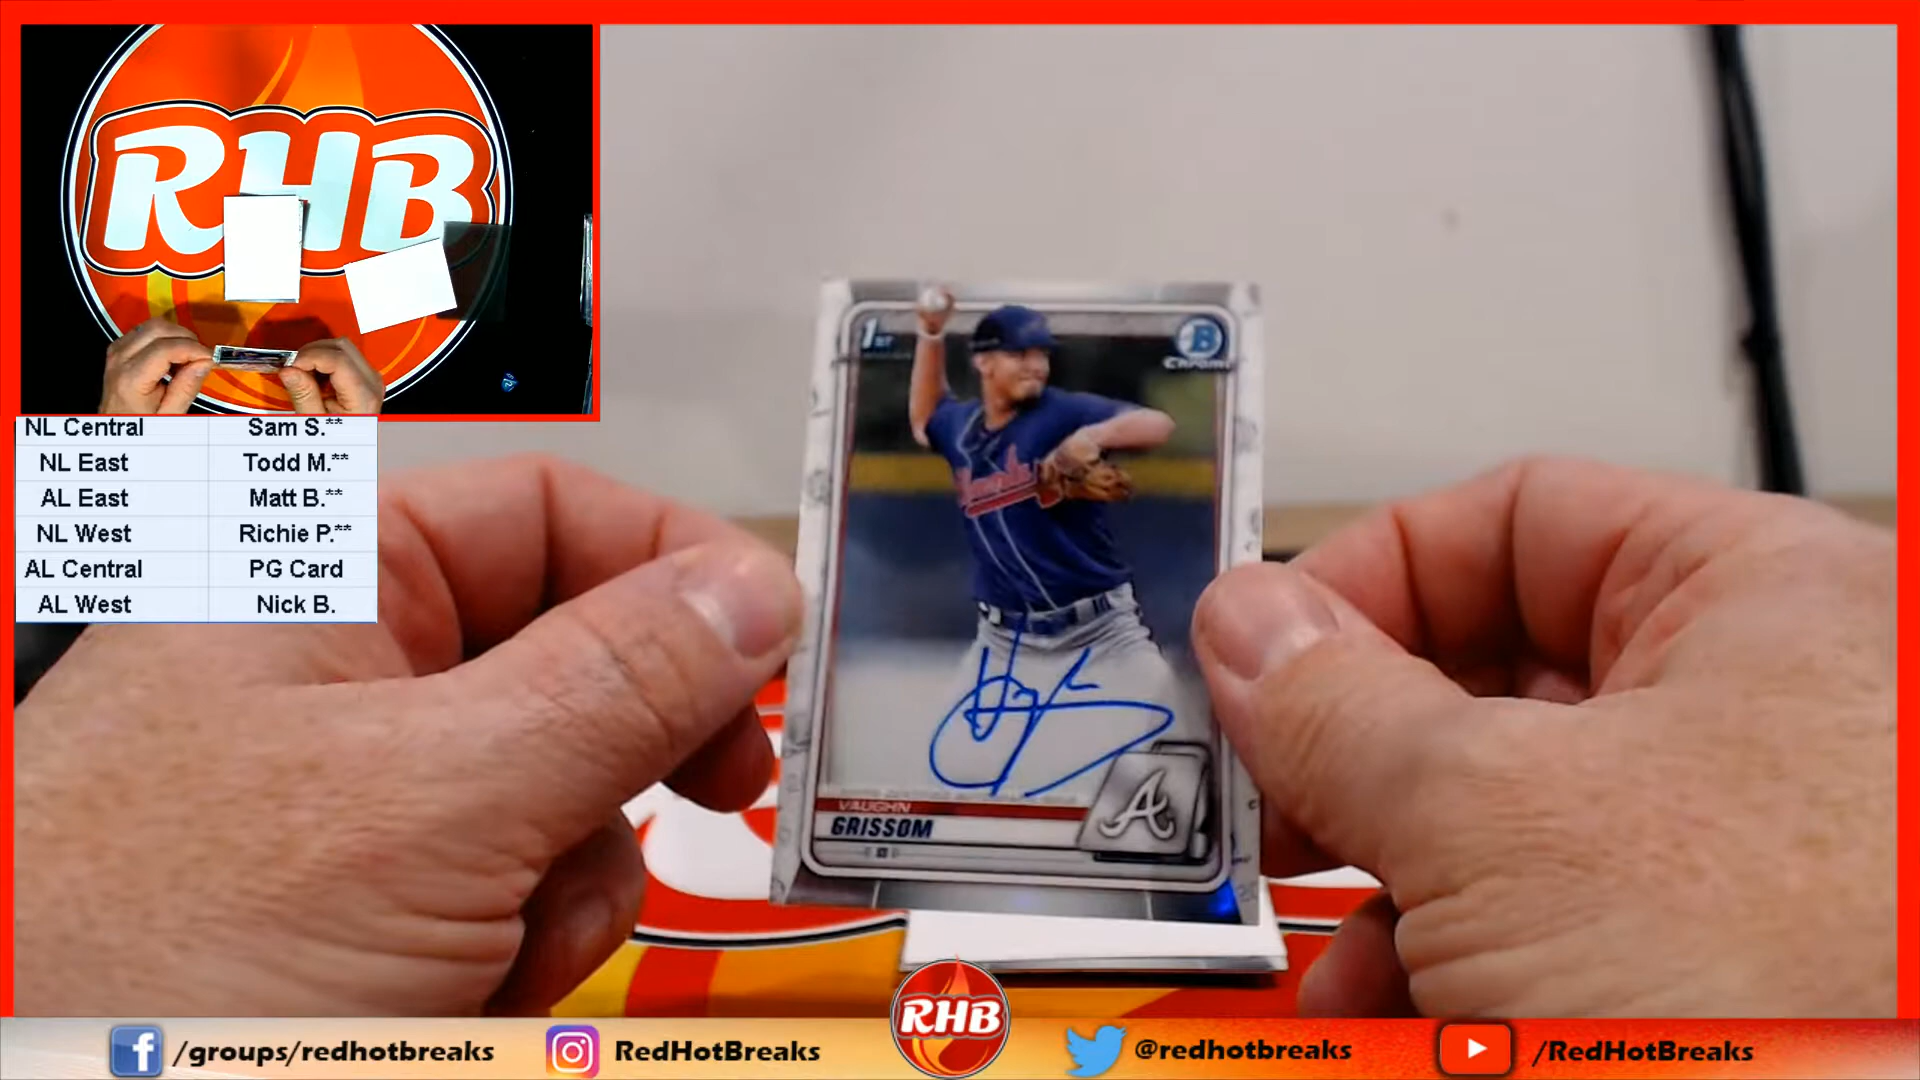 RHB
NL Central Sam S.**
NL East Todd M.**
AL East Matt B.**
NL West Richie P.**
AL Central PG Card
AL West Nick B.
1ST
B
Chrome
A
VAUGHN
GRISSOM
RHB
/groups/redhotbreaks RedHotBreaks @redhotbreaks /RedHotBreaks